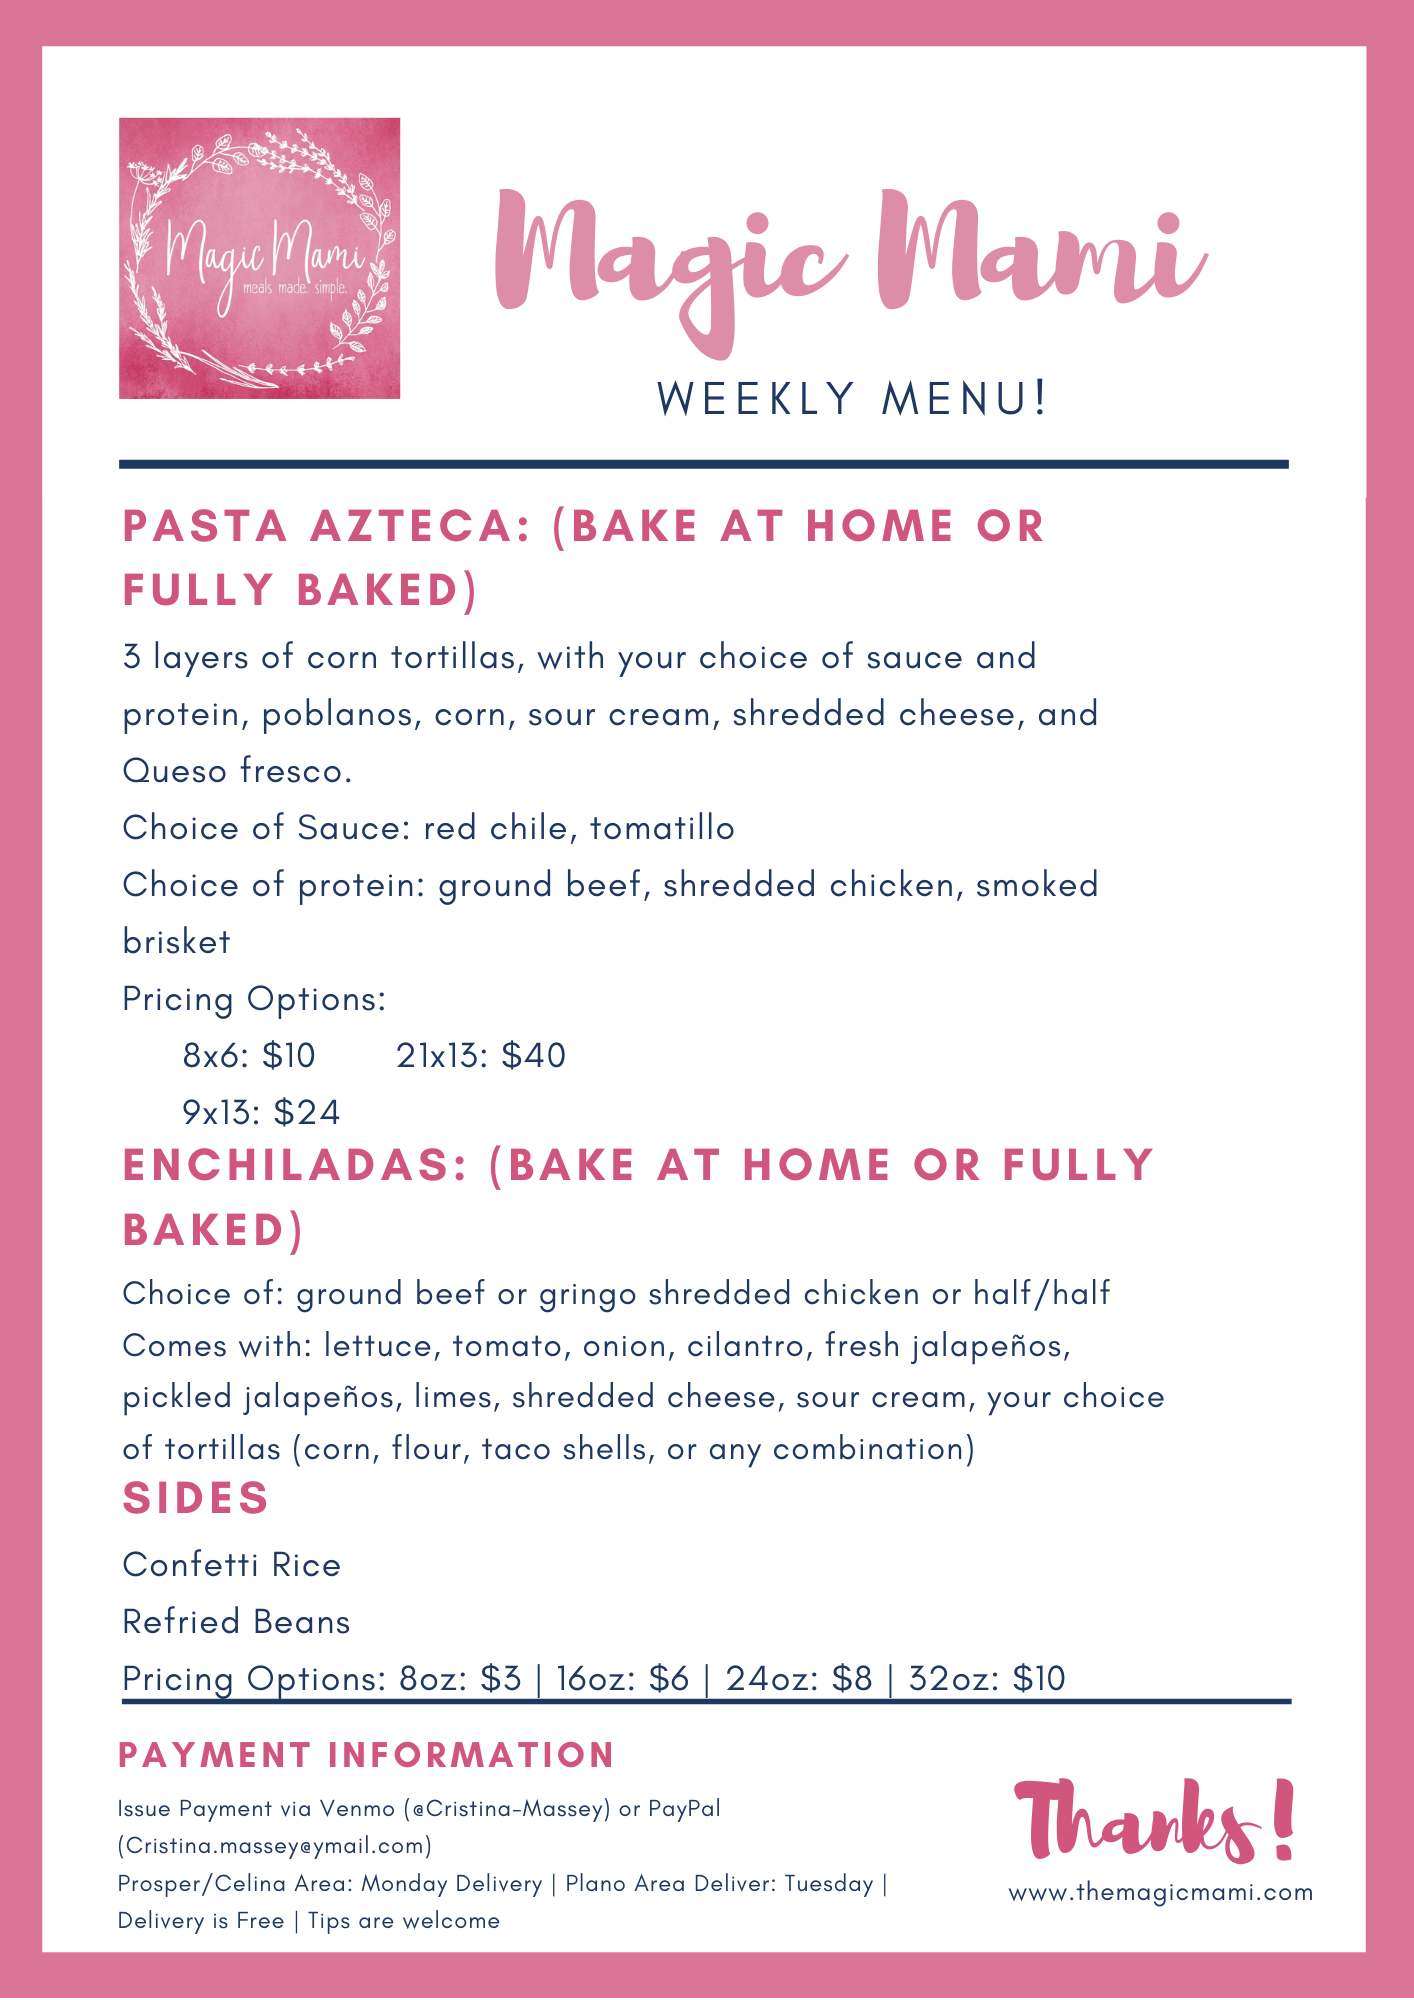 Magic Mami
meals made. simple.
Magic Mami
WEEKLY MENU!
PASTA AZTECA: (BAKE AT HOME OR
FULLY BAKED)
3 layers of corn tortillas, with your choice of sauce and
protein, poblanos, corn, sour cream, shredded cheese, and
Queso fresco.
Choice of Sauce: red chile, tomatillo
Choice of protein: ground beef, shredded chicken, smoked
brisket
Pricing Options:
8x6: $10 21x13: $40
9x13: $24
ENCHILADAS: (BAKE AT HOME OR FULLY
BAKED)
Choice of: ground beef or gringo shredded chicken or half/half
Comes with: lettuce, tomato, onion, cilantro, fresh jalapeños,
pickled jalapeños, limes, shredded cheese, sour cream, your choice
of tortillas (corn, flour, taco shells, or any combination)
SIDES
Confetti Rice
Refried Beans
Pricing Options: 8oz: $3 | 16oz: $6 | 24oz: $8 | 32oz: $10
PAYMENT INFORMATION
Issue Payment via Venmo (@Cristina-Massey) or PayPal
(Cristina.massey@ymail.com)
Prosper/Celina Area: Monday Delivery | Plano Area Deliver: Tuesday |
Delivery is Free | Tips are welcome
Thanks!
www.themagicmami.com